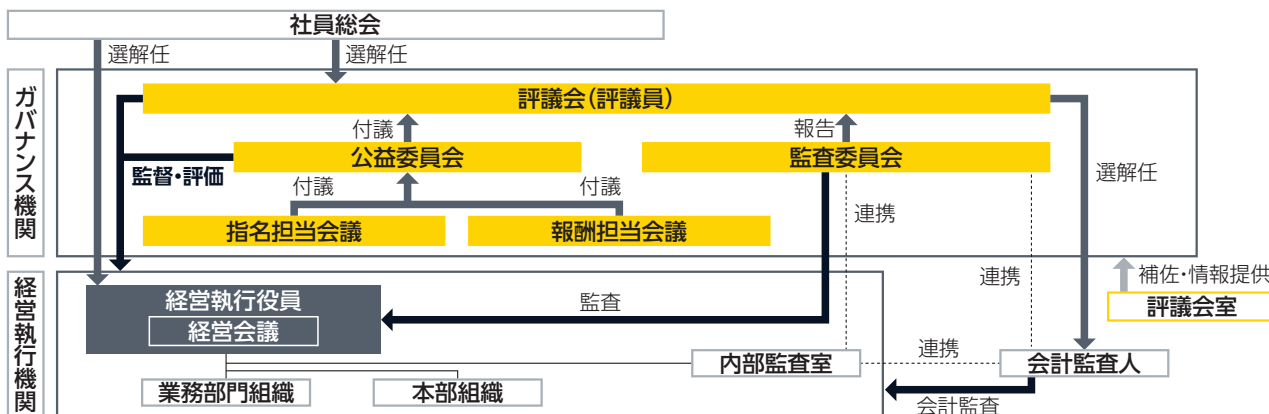 社員総会
選解任
選解任
ガバナンス機関
評議会(評議員)
付議
報告
公益委員会
監査委員会
監督・評価
選解任
付議
付議
連携
指名担当会議
報酬担当会議
連携
補佐・情報提供
経営執行機関
経営執行役員
監査
評議会室
経営会議
内部監査室
連携
会計監査人
業務部門組織
本部組織
会計監査